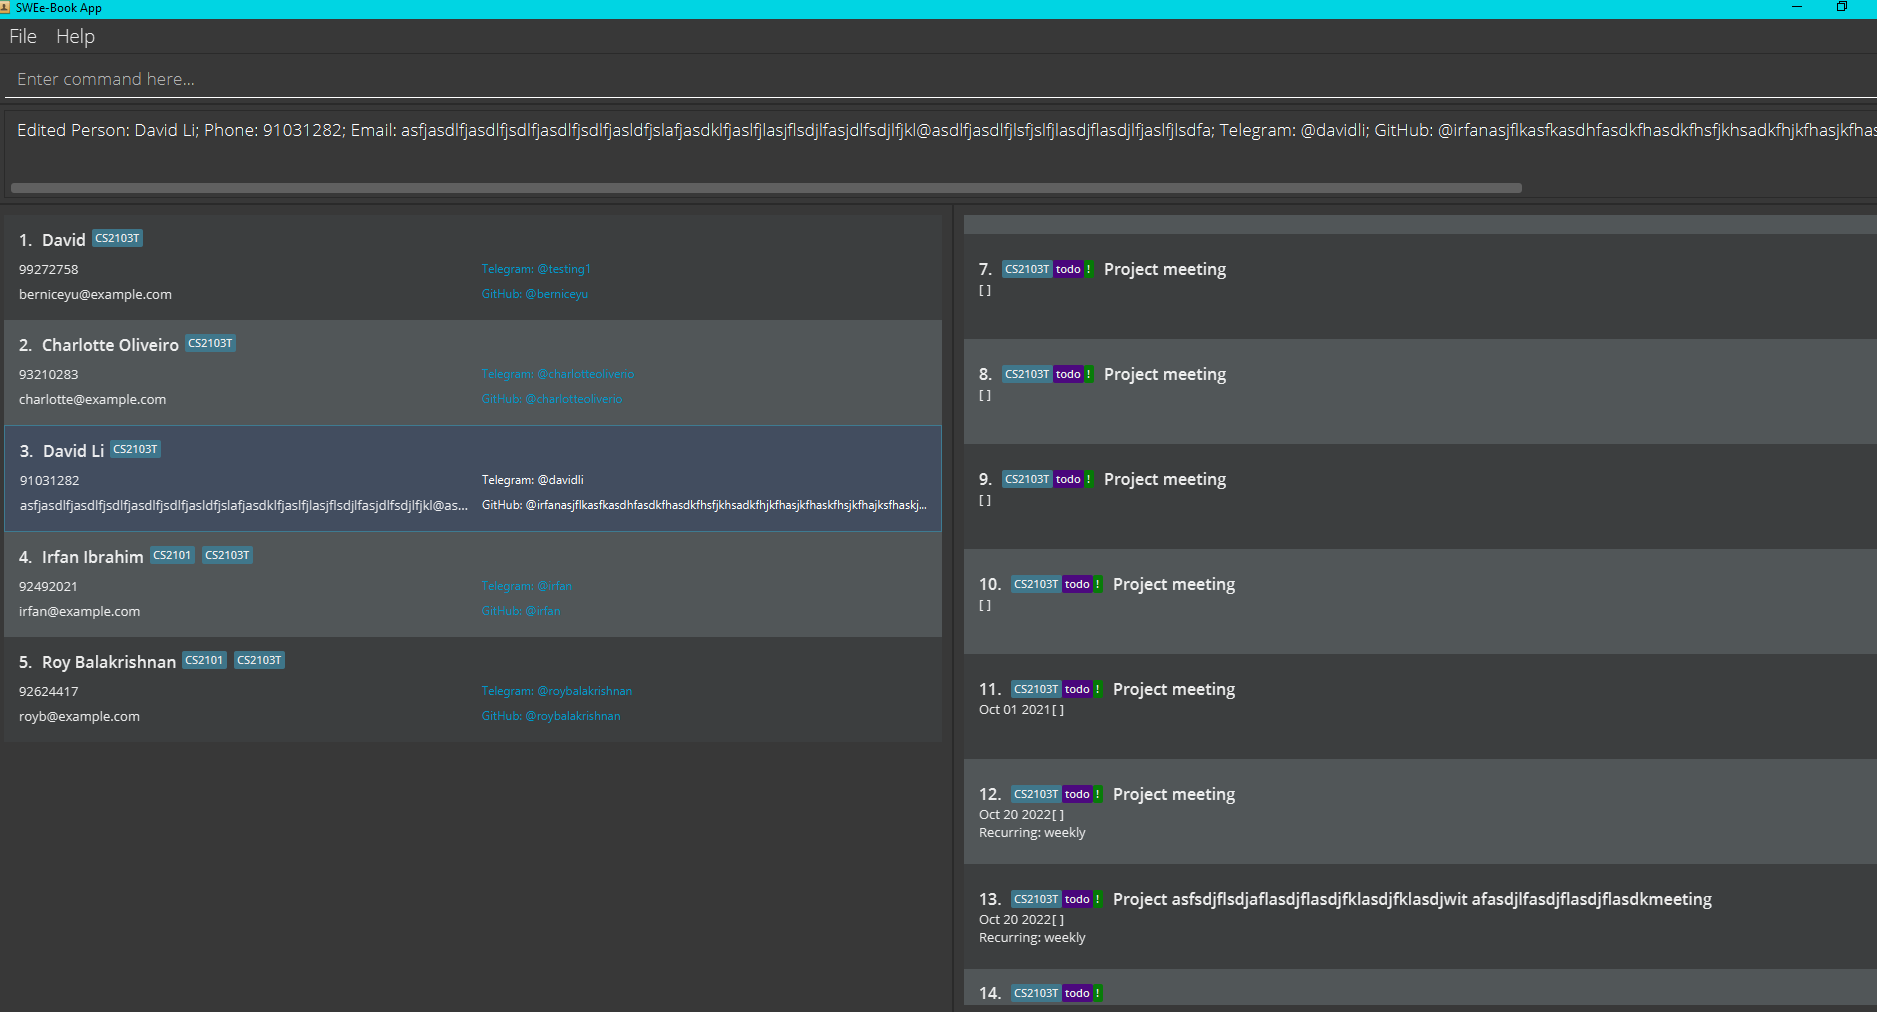 SWEe-Book App
File Help
Enter command here...
Edited Person: David Li; Phone: 91031282; Email: asfjasdlfjasdlfjsdlfjasdlfjsdlfjasldfjslafjasdklfjaslfjlasjflsdjlfasjdlfsdjlfjkl@asdlfjasdlfjlsfjslfjlasdjflasdjlfjaslfjlsdfa; Telegram: @davidli; GitHub: @irfanasjflkasfkasdhfasdkfhasdkfhsfjkhsadkfhjkfhasjkfhas
1. David CS2103T
99272758
Telegram: @testing1
berniceyu@example.com
GitHub: @berniceyu
2. Charlotte Oliveiro CS2103T
93210283
Telegram: @charlotteoliverio
charlotte@example.com
GitHub: @charlotteoliverio
3. David Li CS2103T
91031282
Telegram: @davidli
asfjasdlfjasdlfjsdlfjasdlfjsdlfjasldfjslafjasdklfjaslfjlasjflsdjlfasjdlfsdjlfjkl@as...
GitHub: @irfanasjflkasfkasdhfasdkfhasdkfhsfjkhsadkfhjkfhasjkfhaskfhsjkfhajksfhaskj...
4. Irfan Ibrahim CS2101 CS2103T
92492021
Telegram: @irfan
irfan@example.com
GitHub: @irfan
5. Roy Balakrishnan CS2101 CS2103T
92624417
Telegram: @roybalakrishnan
royb@example.com
GitHub: @roybalakrishnan
7. CS2103T todo ! Project meeting
[ ]
8. CS2103T todo ! Project meeting
[ ]
9. CS2103T todo ! Project meeting
[ ]
10. CS2103T todo ! Project meeting
[ ]
11. CS2103T todo ! Project meeting
Oct 01 2021[ ]
12. CS2103T todo ! Project meeting
Oct 20 2022[ ]
Recurring: weekly
13. CS2103T todo ! Project asfsdjflsdjaflasdjflasdjfklasdjfklasdjwit afasdjlfasdjflasdjflasdkmeeting
Oct 20 2022[ ]
Recurring: weekly
14. CS2103T todo !